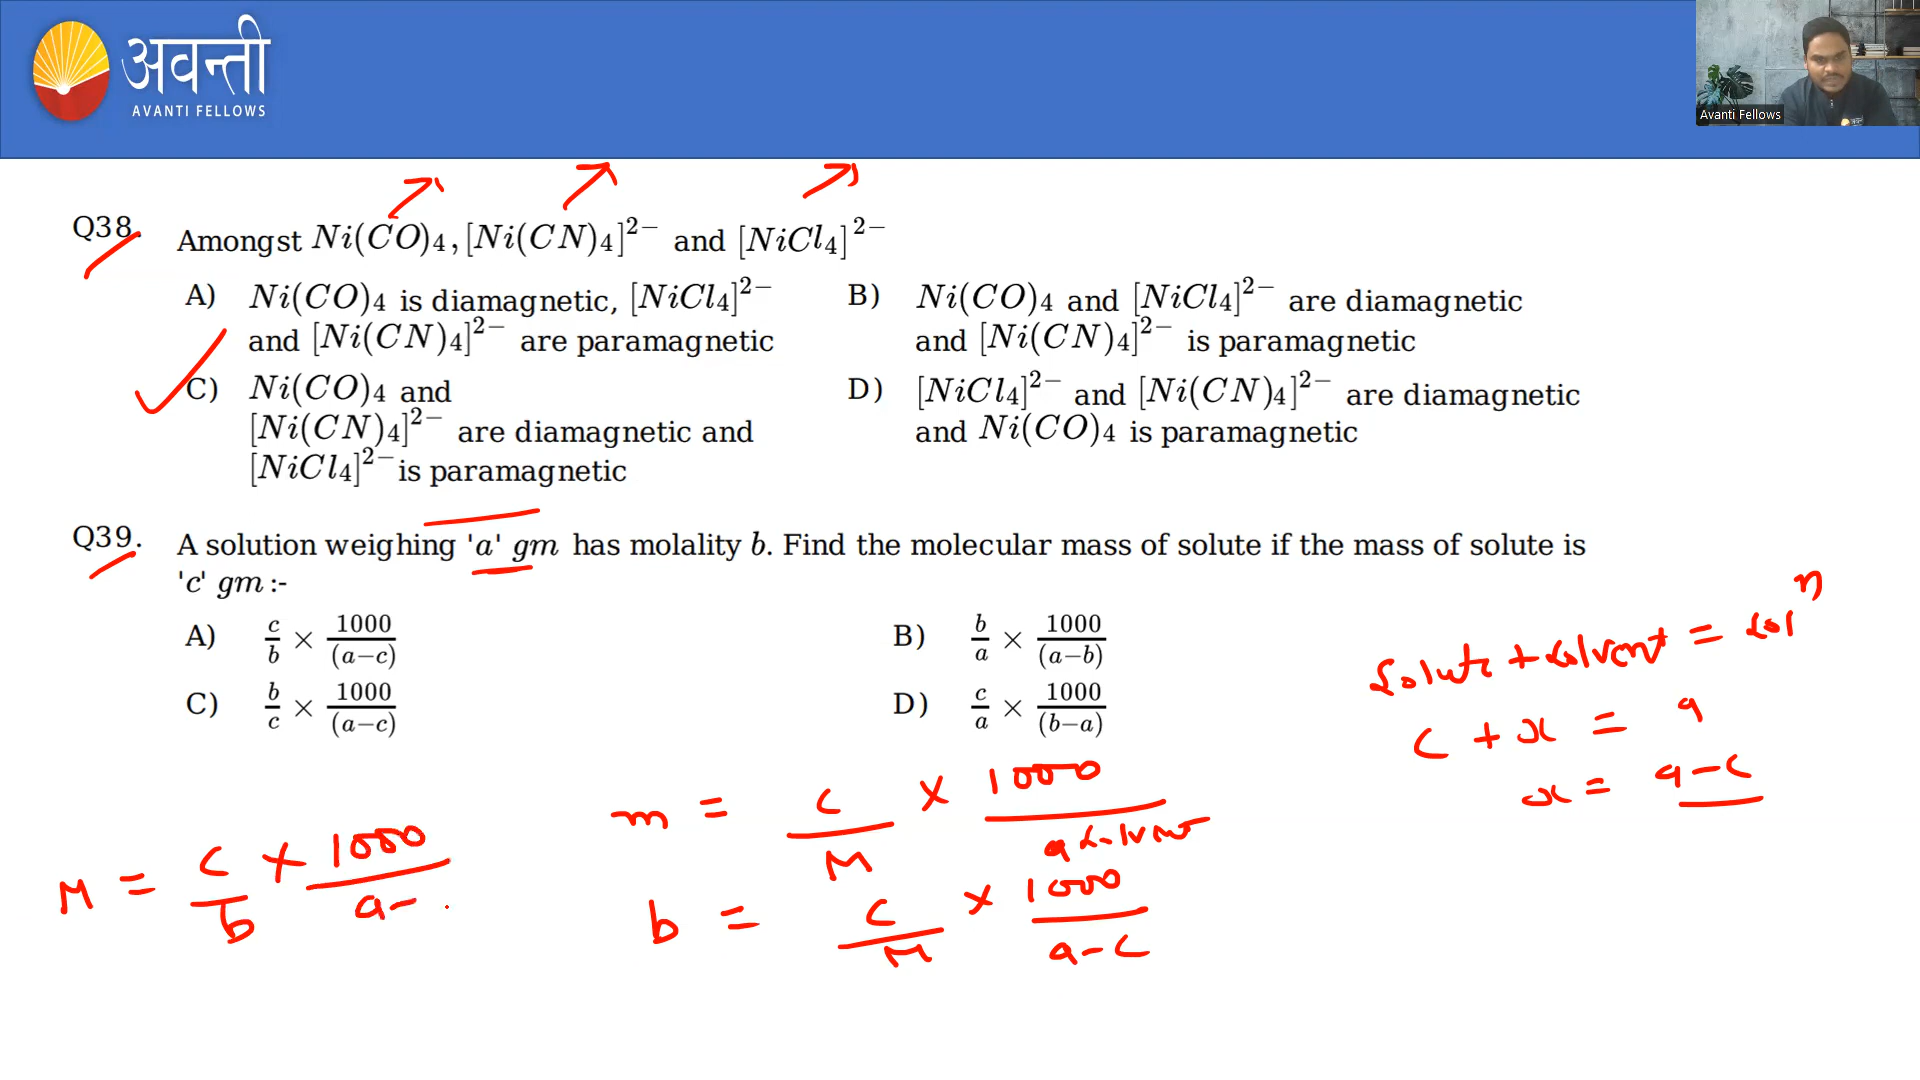 अवन्ती
AVANTI FELLOWS
Avanti Fellows
Q38. Amongst Ni(CO)₄, [Ni(CN)₄]²⁻ and [NiCl₄]²⁻
A) Ni(CO)₄ is diamagnetic, [NiCl₄]²⁻
and [Ni(CN)₄]²⁻ are paramagnetic
B) Ni(CO)₄ and [NiCl₄]²⁻ are diamagnetic
and [Ni(CN)₄]²⁻ is paramagnetic
C) Ni(CO)₄ and
[Ni(CN)₄]²⁻ are diamagnetic and
[NiCl₄]²⁻ is paramagnetic
D) [NiCl₄]²⁻ and [Ni(CN)₄]²⁻ are diamagnetic
and Ni(CO)₄ is paramagnetic
Q39. A solution weighing 'a' gm has molality b. Find the molecular mass of solute if the mass of solute is
'c' gm :-
A) c/b × 1000/(a−c)
B) b/a × 1000/(a−b)
C) b/c × 1000/(a−c)
D) c/a × 1000/(b−a)
solute + solvent = solⁿ
c + x = a
x = a−c
m = c/M × 1000/a solvent
b = c/M × 1000/a−c
M = c/b × 1000/a−